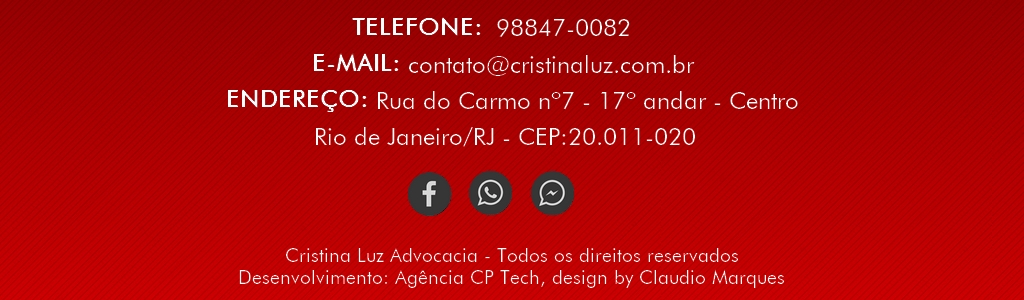 TELEFONE: 98847-0082
E-MAIL: contato@cristinaluz.com.br
ENDEREÇO: Rua do Carmo nº7 - 17º andar - Centro
Rio de Janeiro/RJ - CEP:20.011-020
Cristina Luz Advocacia - Todos os direitos reservados
Desenvolvimento: Agência CP Tech, design by Claudio Marques